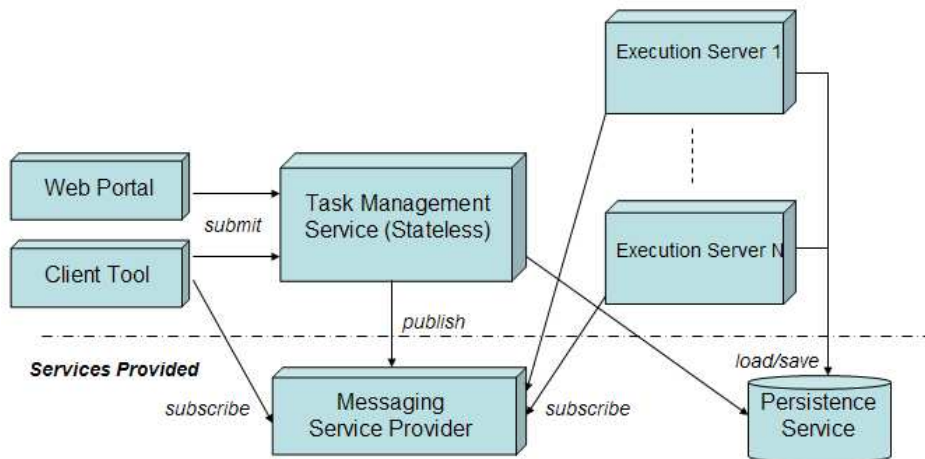 Execution Server 1
Web Portal
Task Management
Service (Stateless)
submit
Client Tool
Execution Server N
publish
Services Provided
load/save
subscribe
Messaging
Service Provider
subscribe
Persistence
Service